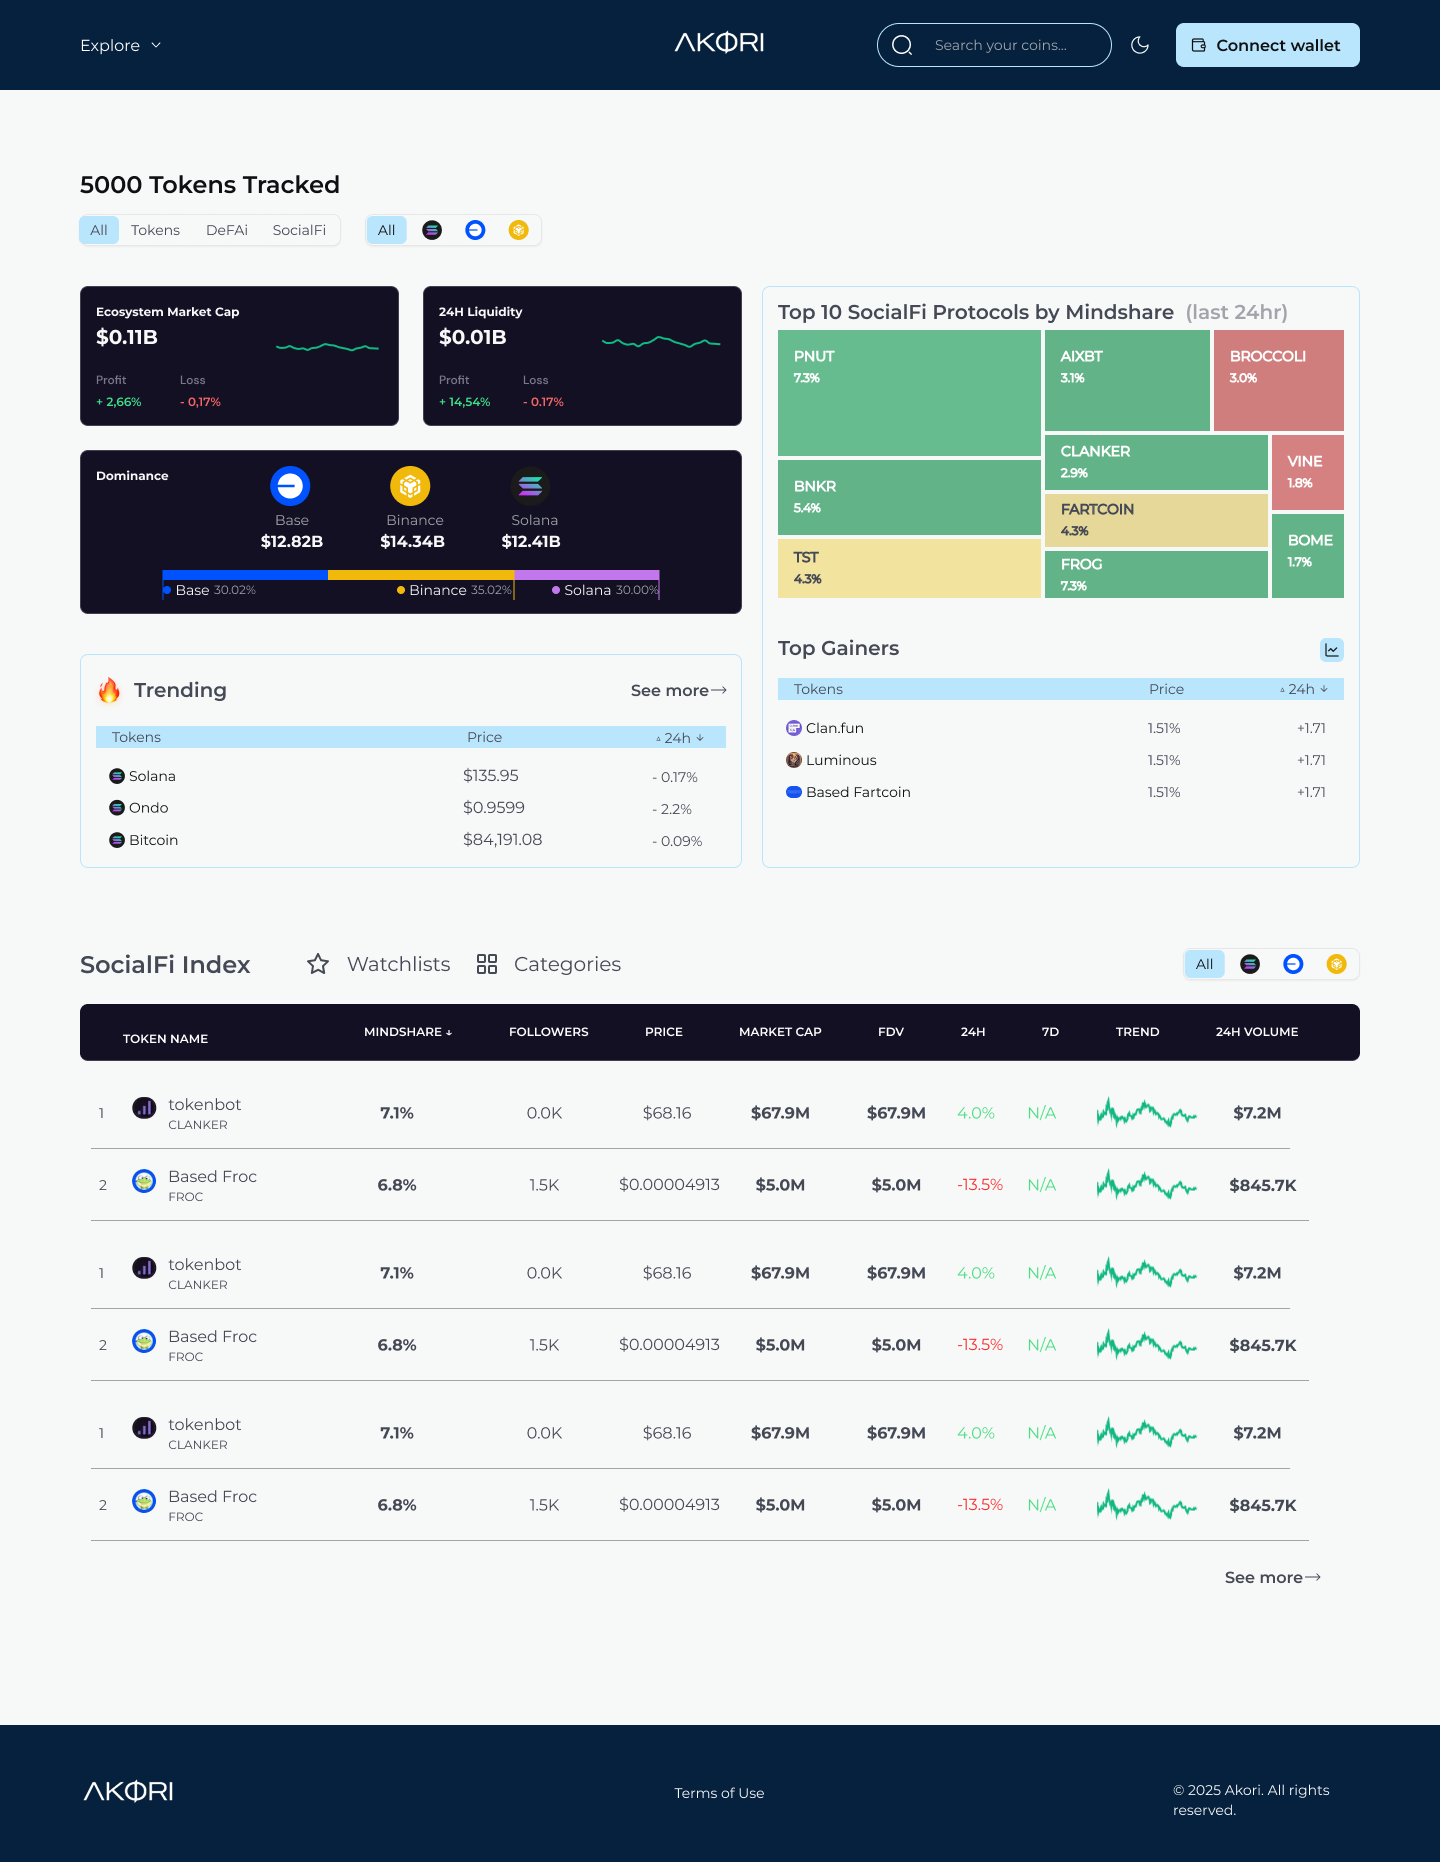 Explore
AKORI
Search your coins...
Connect wallet
5000 Tokens Tracked
All Tokens DeFAi SocialFi
All
Ecosystem Market Cap
$0.11B
Profit Loss
+ 2,66% - 0,17%
24H Liquidity
$0.01B
Profit Loss
+ 14,54% - 0.17%
Dominance
Base Binance Solana
$12.82B $14.34B $12.41B
Base 30.02% Binance 35.02% Solana 30.00%
Top 10 SocialFi Protocols by Mindshare (last 24hr)
PNUT
7.3%
BNKR
5.4%
TST
4.3%
AIXBT
3.1%
BROCCOLI
3.0%
CLANKER
2.9%
FARTCOIN
4.3%
FROG
7.3%
VINE
1.8%
BOME
1.7%
Trending
See more→
Tokens Price ▵ 24h ↓
Solana $135.95 - 0.17%
Ondo $0.9599 - 2.2%
Bitcoin $84,191.08 - 0.09%
Top Gainers
Tokens Price ▵ 24h ↓
Clan.fun 1.51% +1.71
Luminous 1.51% +1.71
Based Fartcoin 1.51% +1.71
SocialFi Index Watchlists Categories
All
TOKEN NAME MINDSHARE ↓ FOLLOWERS PRICE MARKET CAP FDV 24H 7D TREND 24H VOLUME
1 tokenbot 7.1% 0.0K $68.16 $67.9M $67.9M 4.0% N/A $7.2M
CLANKER
2 Based Froc 6.8% 1.5K $0.00004913 $5.0M $5.0M -13.5% N/A $845.7K
FROC
1 tokenbot 7.1% 0.0K $68.16 $67.9M $67.9M 4.0% N/A $7.2M
CLANKER
2 Based Froc 6.8% 1.5K $0.00004913 $5.0M $5.0M -13.5% N/A $845.7K
FROC
1 tokenbot 7.1% 0.0K $68.16 $67.9M $67.9M 4.0% N/A $7.2M
CLANKER
2 Based Froc 6.8% 1.5K $0.00004913 $5.0M $5.0M -13.5% N/A $845.7K
FROC
See more→
AKORI
Terms of Use
© 2025 Akori. All rights
reserved.